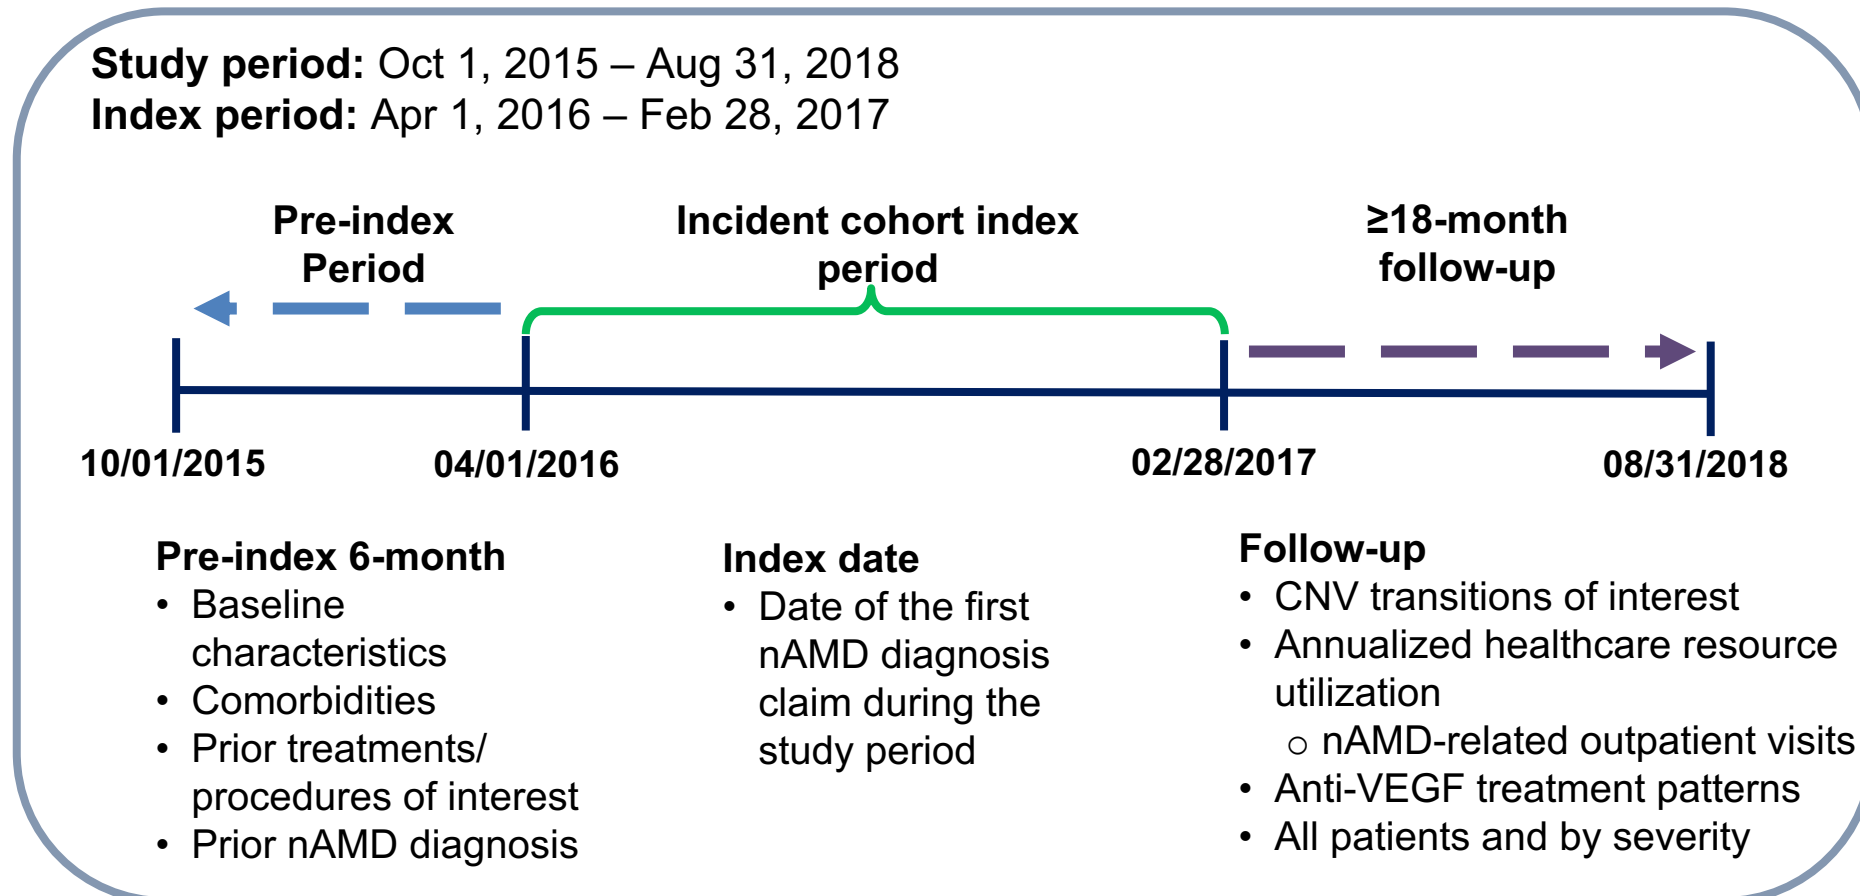 Study period: Oct 1, 2015 – Aug 31, 2018
Index period: Apr 1, 2016 – Feb 28, 2017
Pre-index
Period
Incident cohort index
period
≥18-month
follow-up
10/01/2015
04/01/2016
02/28/2017
08/31/2018
Pre-index 6-month
• Baseline
characteristics
• Comorbidities
• Prior treatments/
procedures of interest
• Prior nAMD diagnosis
Index date
• Date of the first
nAMD diagnosis
claim during the
study period
Follow-up
• CNV transitions of interest
• Annualized healthcare resource
utilization
○ nAMD-related outpatient visits
• Anti-VEGF treatment patterns
• All patients and by severity